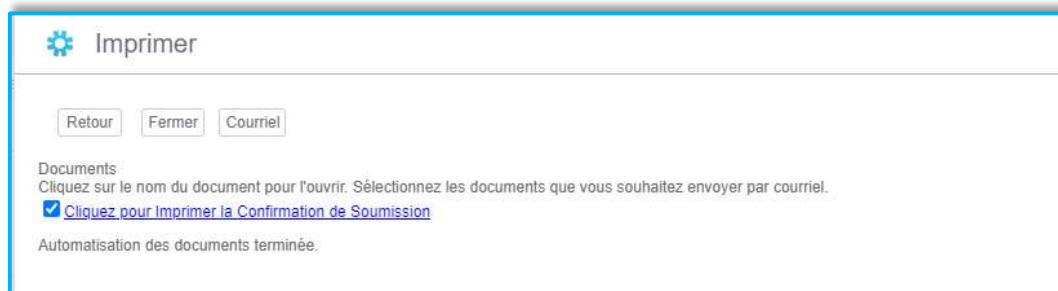 Imprimer
Retour Fermer Courriel
Documents
Cliquez sur le nom du document pour l'ouvrir. Sélectionnez les documents que vous souhaitez envoyer par courriel.
Cliquez pour Imprimer la Confirmation de Soumission
Automatisation des documents terminée.